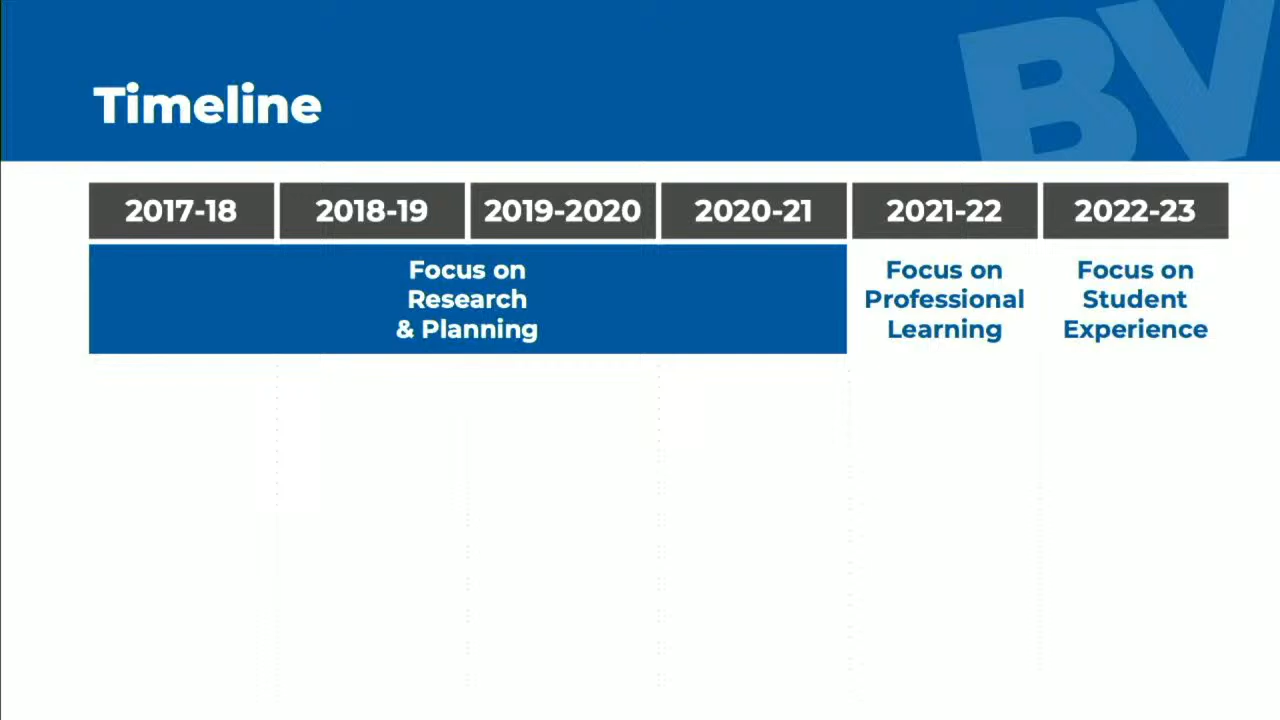 BV
Timeline
2017-18 2018-19 2019-2020 2020-21 2021-22 2022-23
Focus on
Research
& Planning
Focus on
Professional
Learning
Focus on
Student
Experience